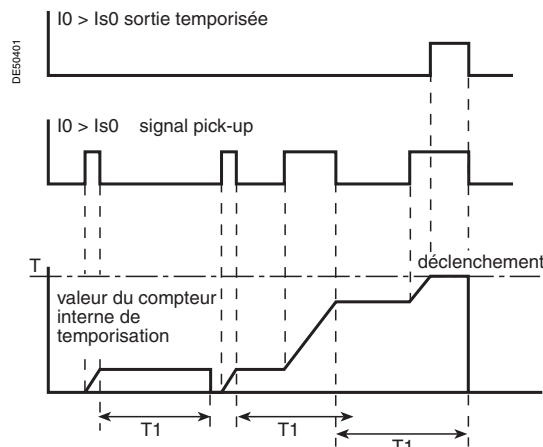 I0 > Is0 sortie temporisée
DE50401
I0 > Is0 signal pick-up
T
déclenchement
valeur du compteur
interne de
temporisation
T1
T1
T1